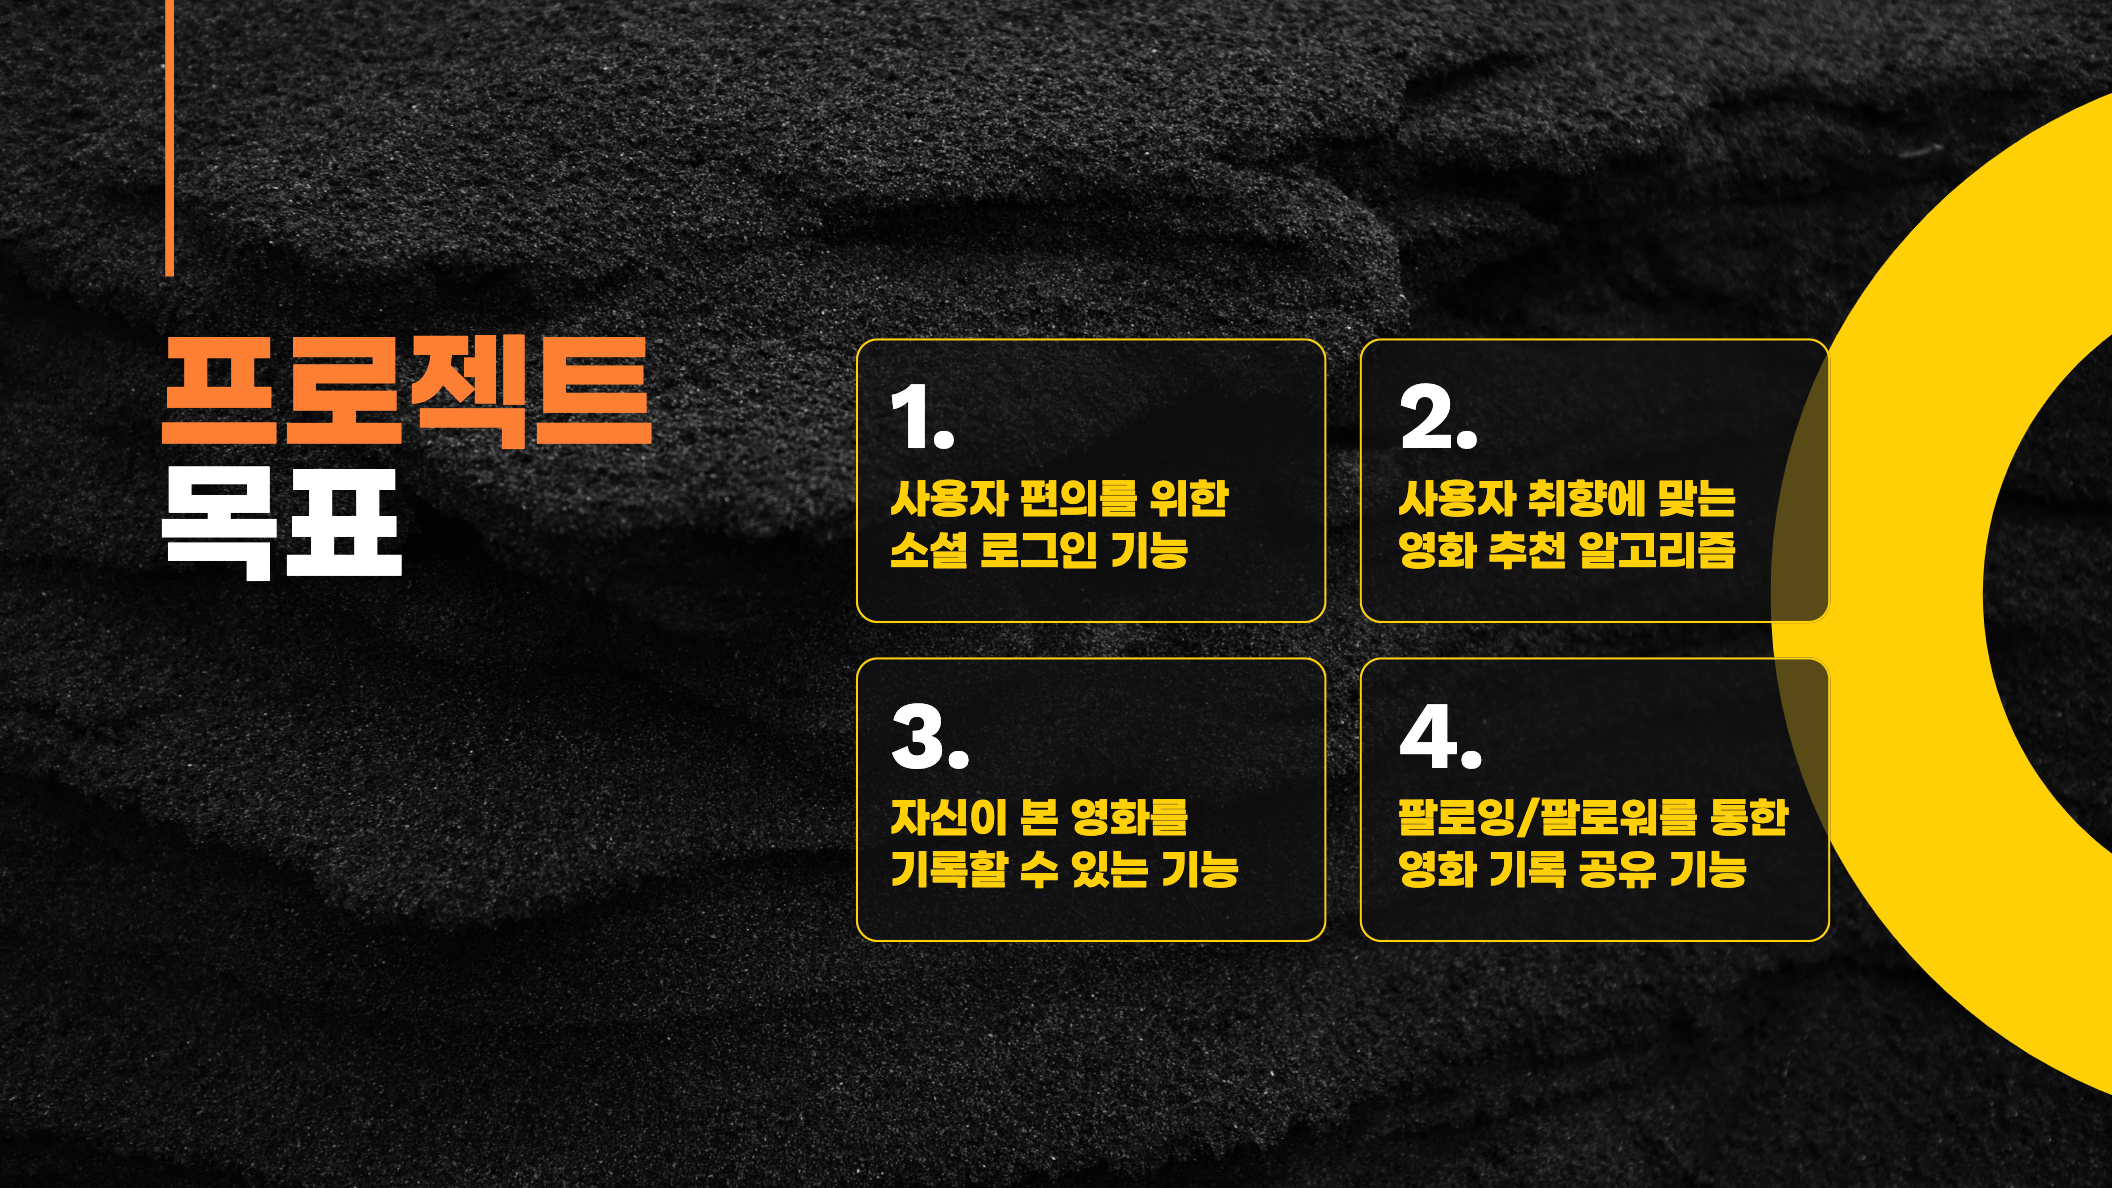 프로젝트
목표
1.
사용자 편의를 위한
소셜 로그인 기능
2.
사용자 취향에 맞는
영화 추천 알고리즘
3.
자신이 본 영화를
기록할 수 있는 기능
4.
팔로잉/팔로워를 통한
영화 기록 공유 기능